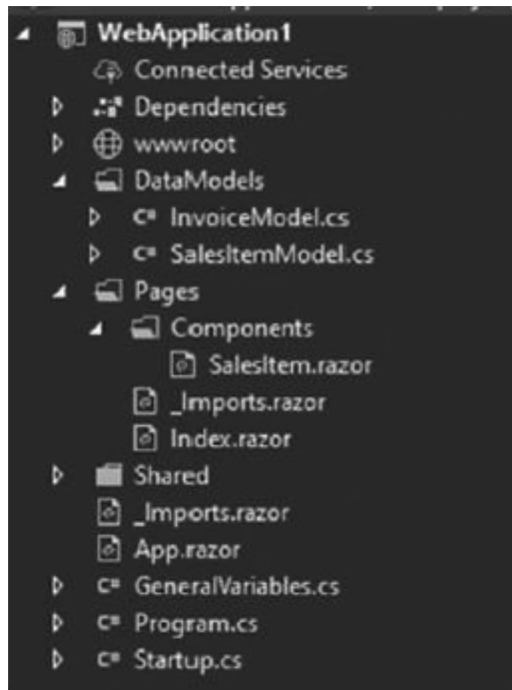 WebApplication1
Connected Services
Dependencies
wwwroot
DataModels
C# InvoiceModel.cs
C# SalesItemModel.cs
Pages
Components
SalesItem.razor
_Imports.razor
Index.razor
Shared
_Imports.razor
App.razor
C# GeneralVariables.cs
C# Program.cs
C# Startup.cs